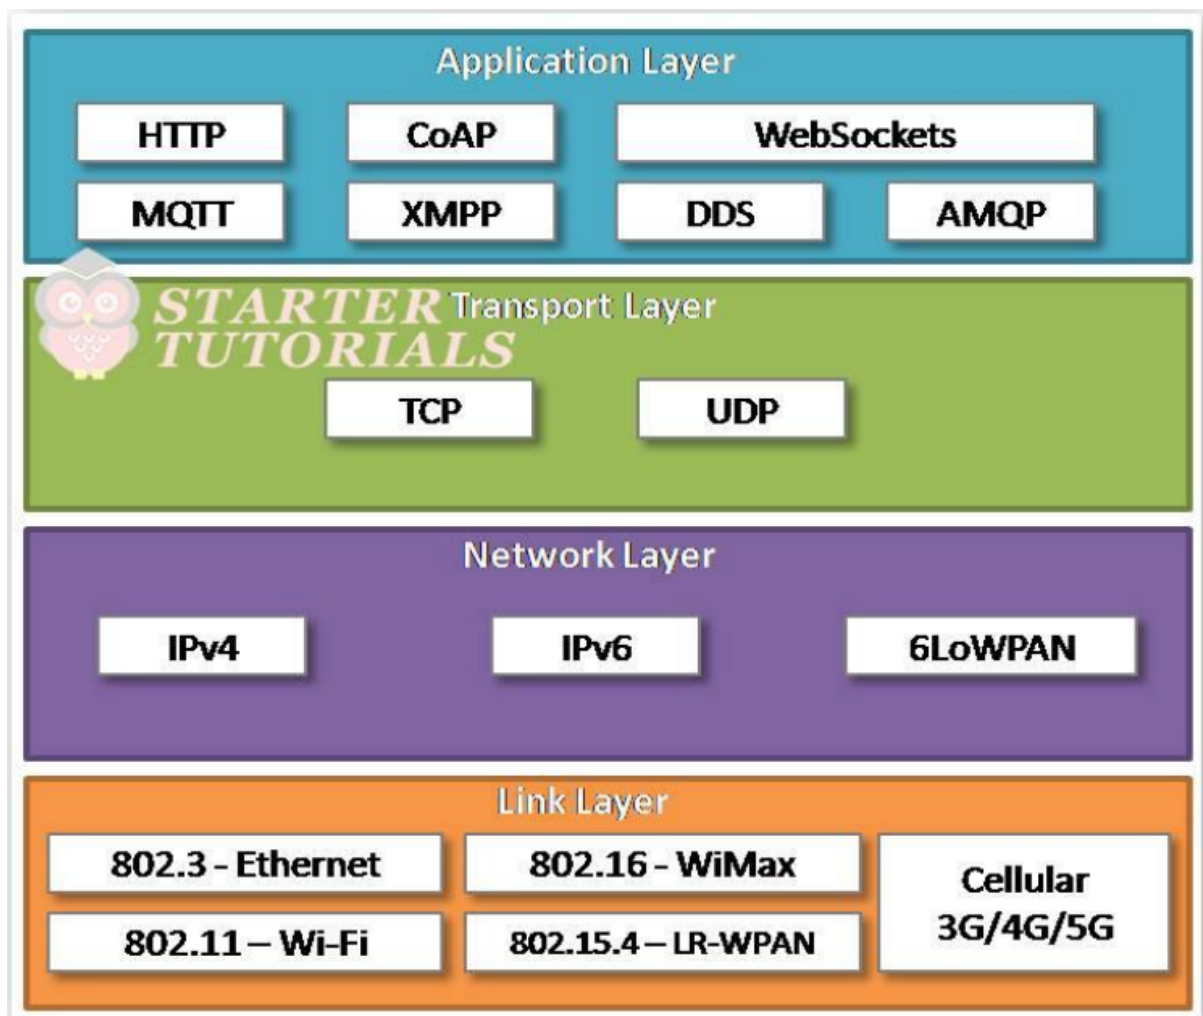 Application Layer
HTTP
CoAP
WebSockets
MQTT
XMPP
DDS
AMQP
STARTER
TUTORIALS
Transport Layer
TCP
UDP
Network Layer
IPv4
IPv6
6LoWPAN
Link Layer
802.3 - Ethernet
802.16 - WiMax
Cellular
3G/4G/5G
802.11 – Wi-Fi
802.15.4 – LR-WPAN